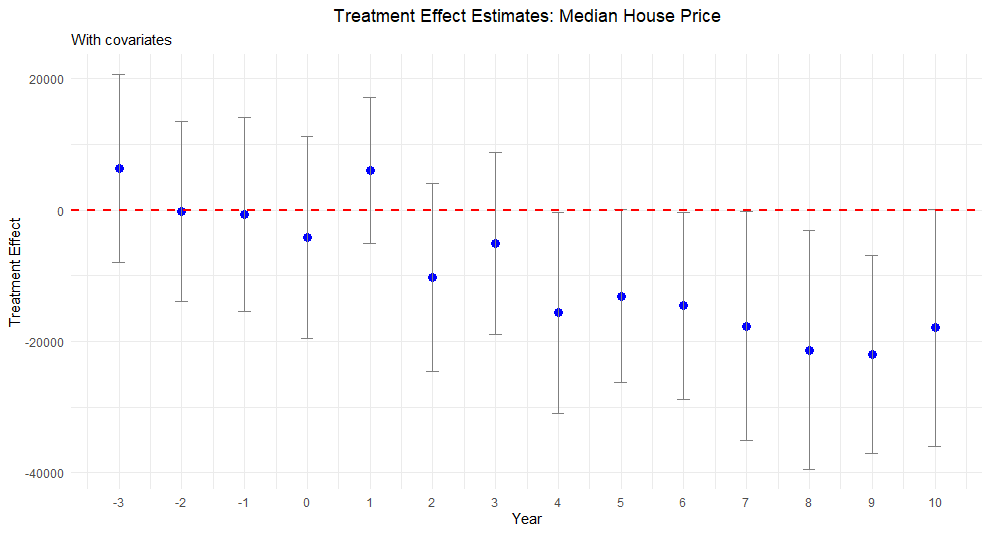 Treatment Effect Estimates: Median House Price
With covariates
20000
0
-20000
-40000
Treatment Effect
-3 -2 -1 0 1 2 3 4 5 6 7 8 9 10
Year